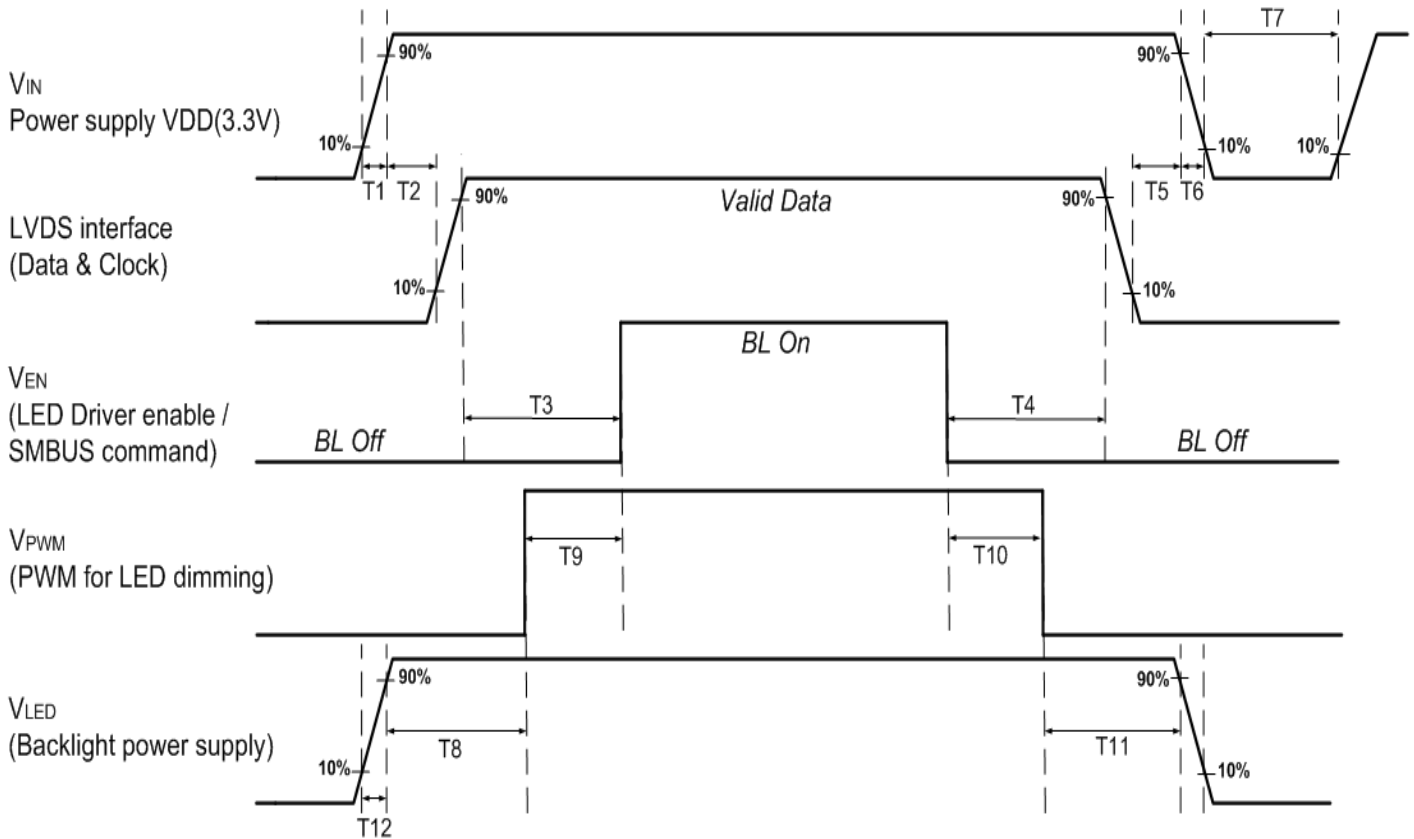 T7
90%
90%
VIN
Power supply VDD(3.3V)
10%
10%
10%
T1
T2
T5
T6
90%
Valid Data
90%
LVDS interface
(Data & Clock)
10%
10%
BL On
VEN
(LED Driver enable /
SMBUS command)
T3
T4
BL Off
BL Off
VPWM
(PWM for LED dimming)
T9
T10
90%
90%
VLED
(Backlight power supply)
T8
T11
10%
10%
T12